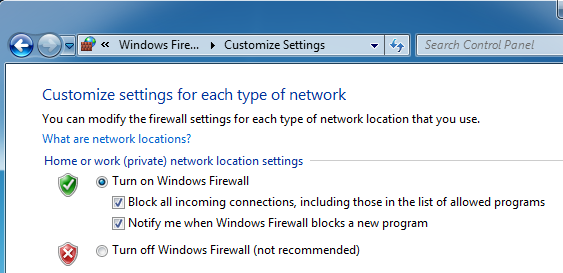 « Windows Fire... Customize Settings Search Control Panel
Customize settings for each type of network
You can modify the firewall settings for each type of network location that you use.
What are network locations?
Home or work (private) network location settings
Turn on Windows Firewall
Block all incoming connections, including those in the list of allowed programs
Notify me when Windows Firewall blocks a new program
Turn off Windows Firewall (not recommended)